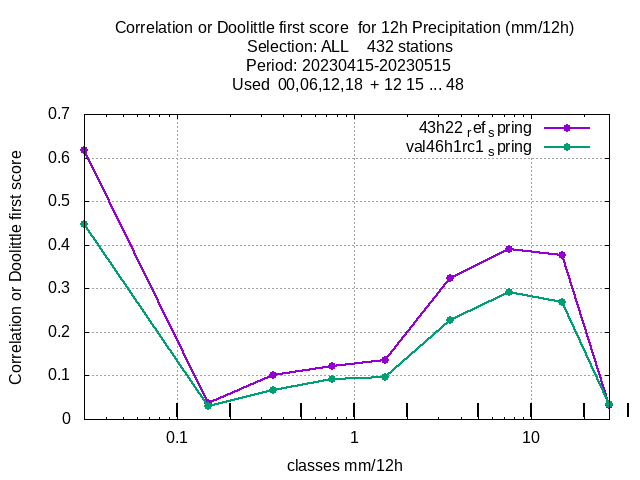 Correlation or Doolittle first score  for 12h Precipitation (mm/12h)
Selection: ALL    432 stations
Period: 20230415-20230515
Used  00,06,12,18  + 12 15 ... 48
43h22 ref spring
val46h1rc1 spring
Correlation or Doolittle first score
0.7
0.6
0.5
0.4
0.3
0.2
0.1
0
0.1
1
10
classes mm/12h